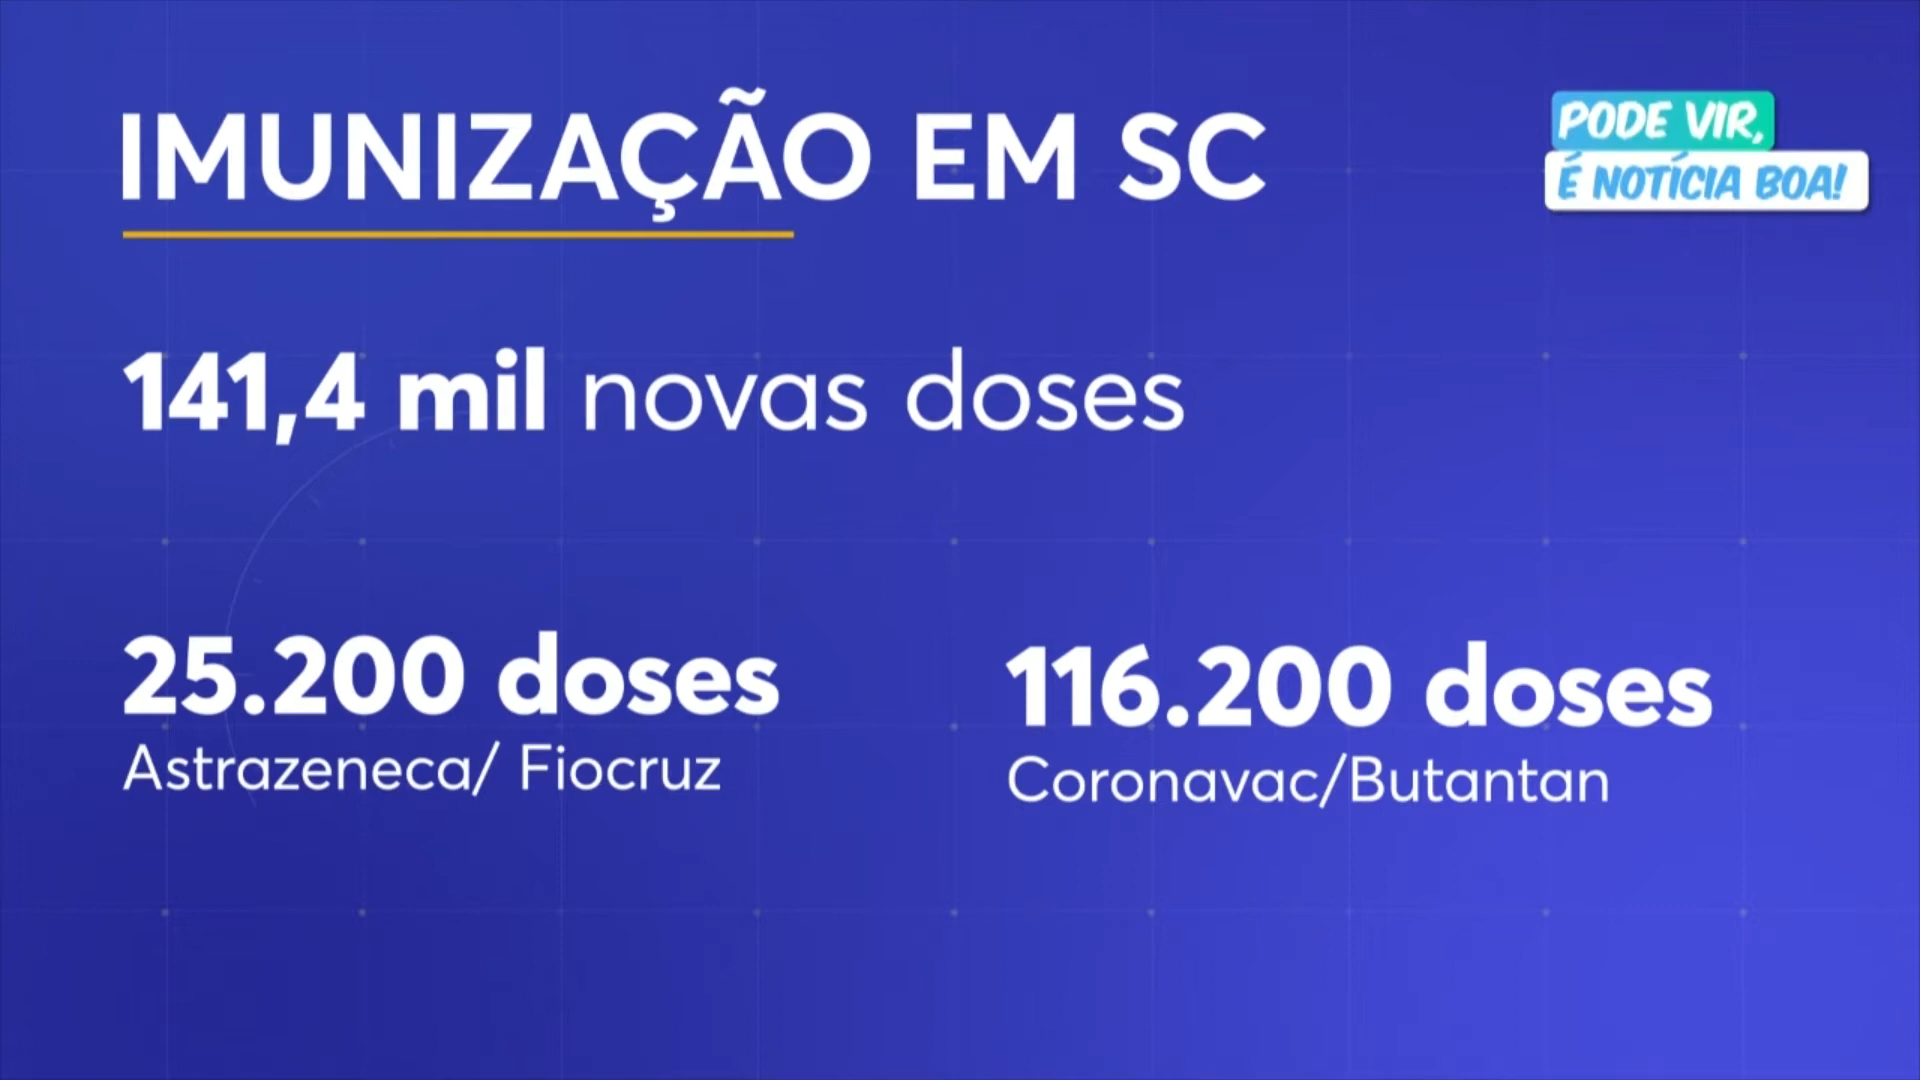 IMUNIZAÇÃO EM SC
PODE VIR,
É NOTÍCIA BOA!
141,4 mil novas doses
25.200 doses
Astrazeneca/ Fiocruz
116.200 doses
Coronavac/Butantan